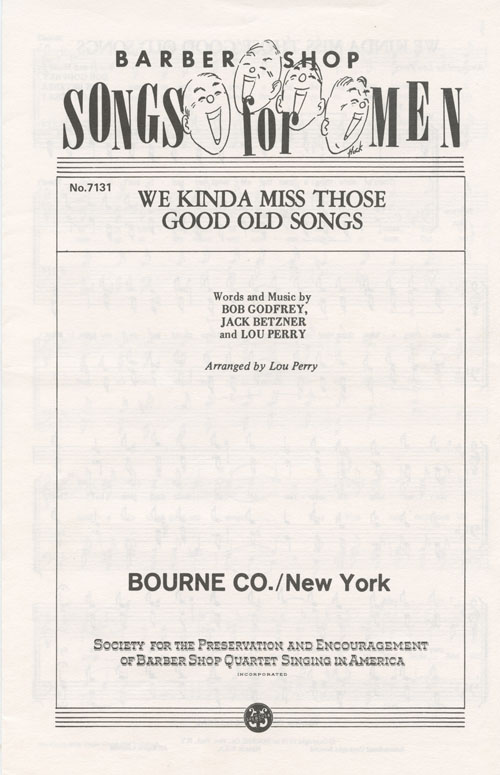 BARBER SHOP
SONGS for MEN
Huck
No.7131
WE KINDA MISS THOSE
GOOD OLD SONGS
Words and Music by
BOB GODFREY,
JACK BETZNER
and LOU PERRY
Arranged by Lou Perry
BOURNE CO./New York
SOCIETY FOR THE PRESERVATION AND ENCOURAGEMENT
OF BARBER SHOP QUARTET SINGING IN AMERICA
INCORPORATED